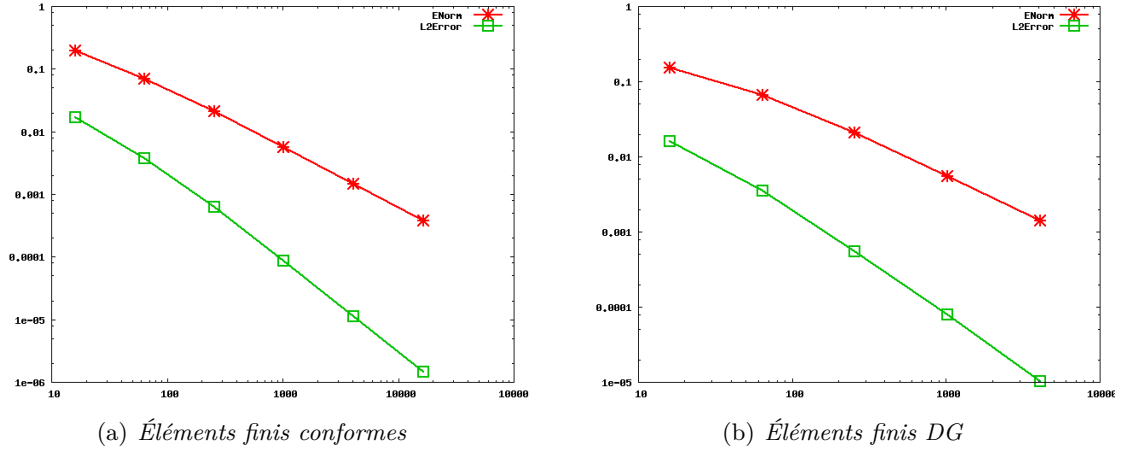 1
0.1
0.01
0.001
0.0001
1e-05
1e-06
10
100
1000
10000
100000
ENorm
L2Error
(a) Éléments finis conformes
1
0.1
0.01
0.001
0.0001
1e-05
10
100
1000
ENorm
L2Error
(b) Éléments finis DG